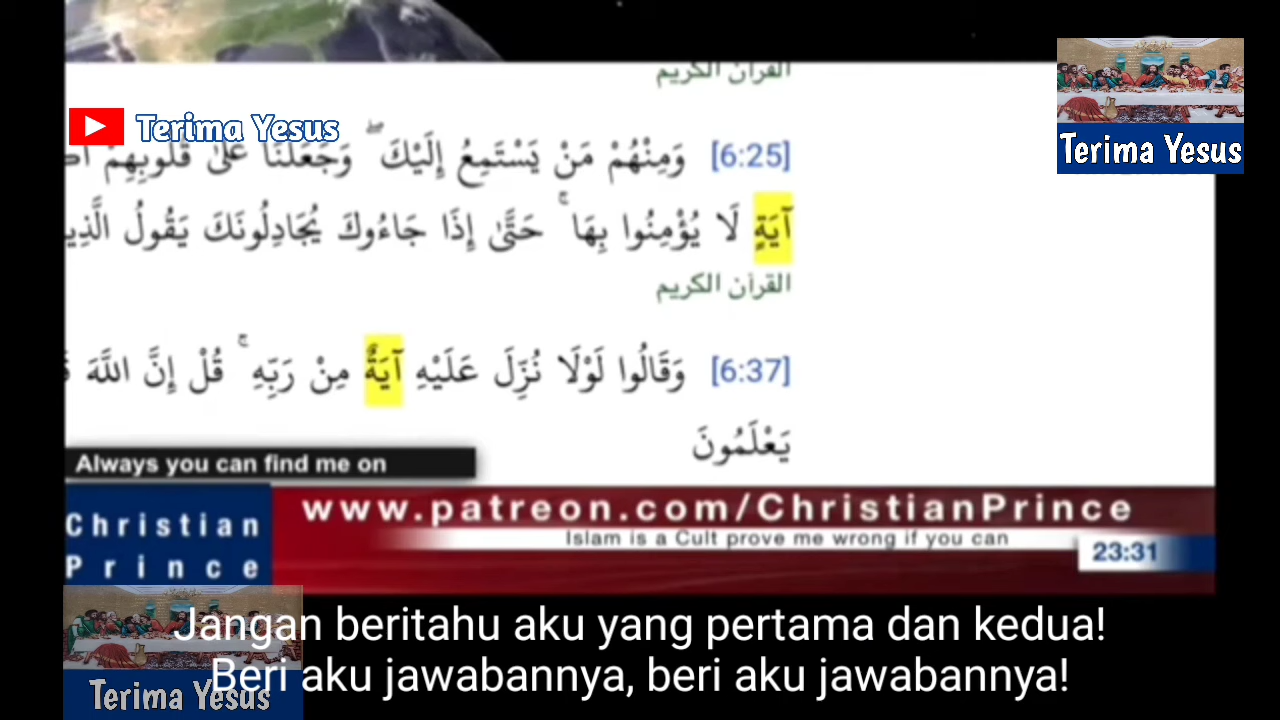 القرآن الكريم
Terima Yesus
Terima Yesus
[6:25] وَمِنْهُمْ مَنْ يَسْتَمِعُ إِلَيْكَ ۖ وَجَعَلْنَا عَلَىٰ قُلُوبِهِمْ
آيَةٍ لَا يُؤْمِنُوا بِهَا ۚ حَتَّىٰ إِذَا جَاءُوكَ يُجَادِلُونَكَ يَقُولُ
القرآن الكريم
[6:37] وَقَالُوا لَوْلَا نُزِّلَ عَلَيْهِ آيَةٌ مِنْ رَبِّهِ ۚ قُلْ إِنَّ اللَّهَ
يَعْلَمُونَ
Always you can find me on
www.patreon.com/ChristianPrince
Christian
Prince
Islam is a Cult prove me wrong if you can
23:31
Jangan beritahu aku yang pertama dan kedua!
Beri aku jawabannya, beri aku jawabannya!
Terima Yesus